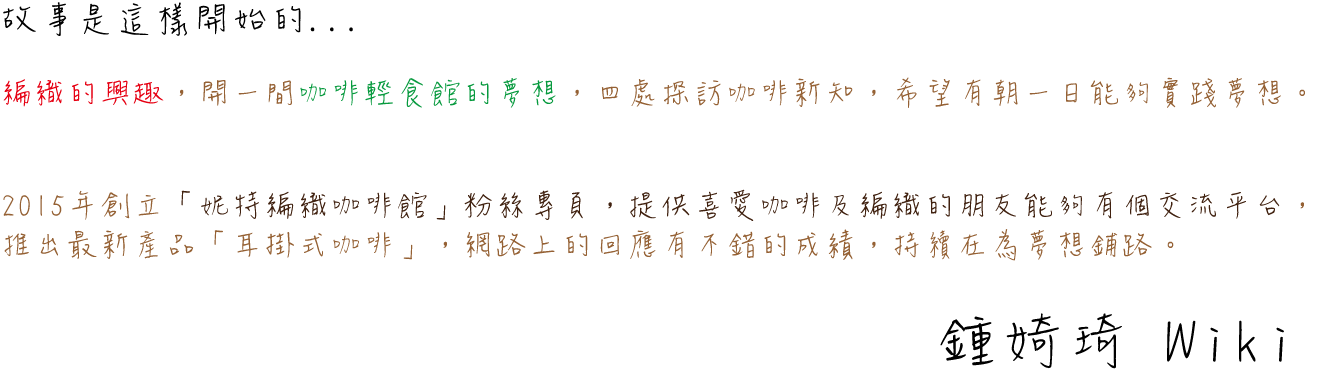 故事是這樣開始的...
編織的興趣，開一間咖啡輕食館的夢想，四處探訪咖啡新知，希望有朝一日能夠實踐夢想。
2015年創立「妮特編織咖啡館」粉絲專頁，提供喜愛咖啡及編織的朋友能夠有個交流平台，
推出最新產品「耳掛式咖啡」，網路上的回應有不錯的成績，持續在為夢想鋪路。
鍾婍琦 Wiki